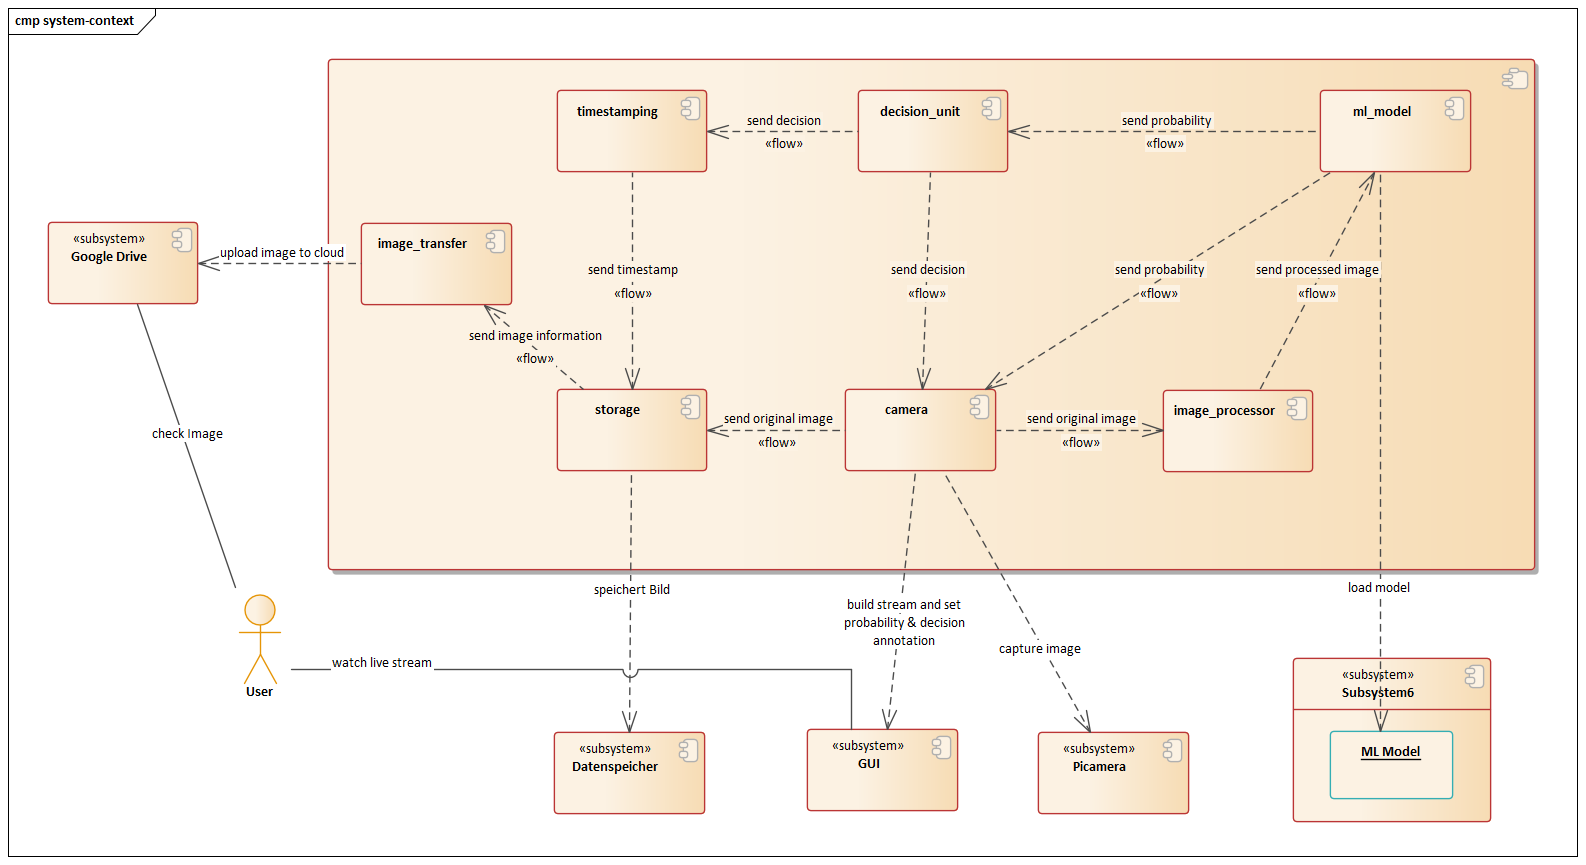 cmp system-context
timestamping
decision_unit
ml_model
send decision
«flow»
send probability
«flow»
«subsystem»
Google Drive
image_transfer
upload image to cloud
send timestamp
«flow»
send decision
«flow»
send probability
«flow»
send processed image
«flow»
send image information
«flow»
storage
camera
image_processor
send original image
«flow»
send original image
«flow»
check Image
speichert Bild
build stream and set
probability & decision
annotation
capture image
load model
watch live stream
User
«subsystem»
Datenspeicher
«subsystem»
GUI
«subsystem»
Picamera
«subsystem»
Subsystem6
ML Model